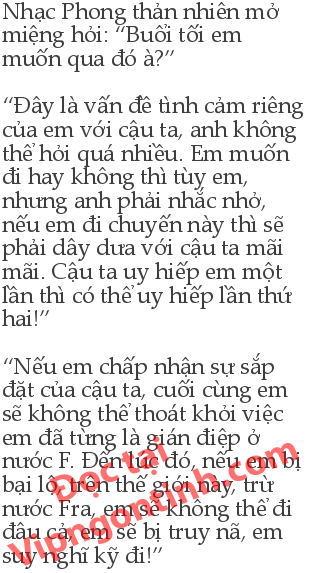 Nhạc Phong thản nhiên mở
miệng hỏi: “Buổi tối em
muốn qua đó à?”
“Đây là vấn đề tình cảm riêng
của em với cậu ta, anh không
thể hỏi quá nhiều. Em muốn
đi hay không thì tùy em,
nhưng anh phải nhắc nhở,
nếu em đi chuyến này thì sẽ
phải dây dưa với cậu ta mãi
mãi. Cậu ta uy hiếp em một
lần thì có thể uy hiếp lần thứ
hai!”
“Nếu em chấp nhận sự sắp
đặt của cậu ta, cuối cùng em
sẽ không thể thoát khỏi việc
em đã từng là gián điệp ở
nước F. Đến lúc đó, nếu em bị
bại lộ, trên thế giới này, trừ
nước Fra, em sẽ không thể đi
đâu cả, em sẽ bị truy nã, em
suy nghĩ kỹ đi!”
Đọc tại
Vipngontinh.com